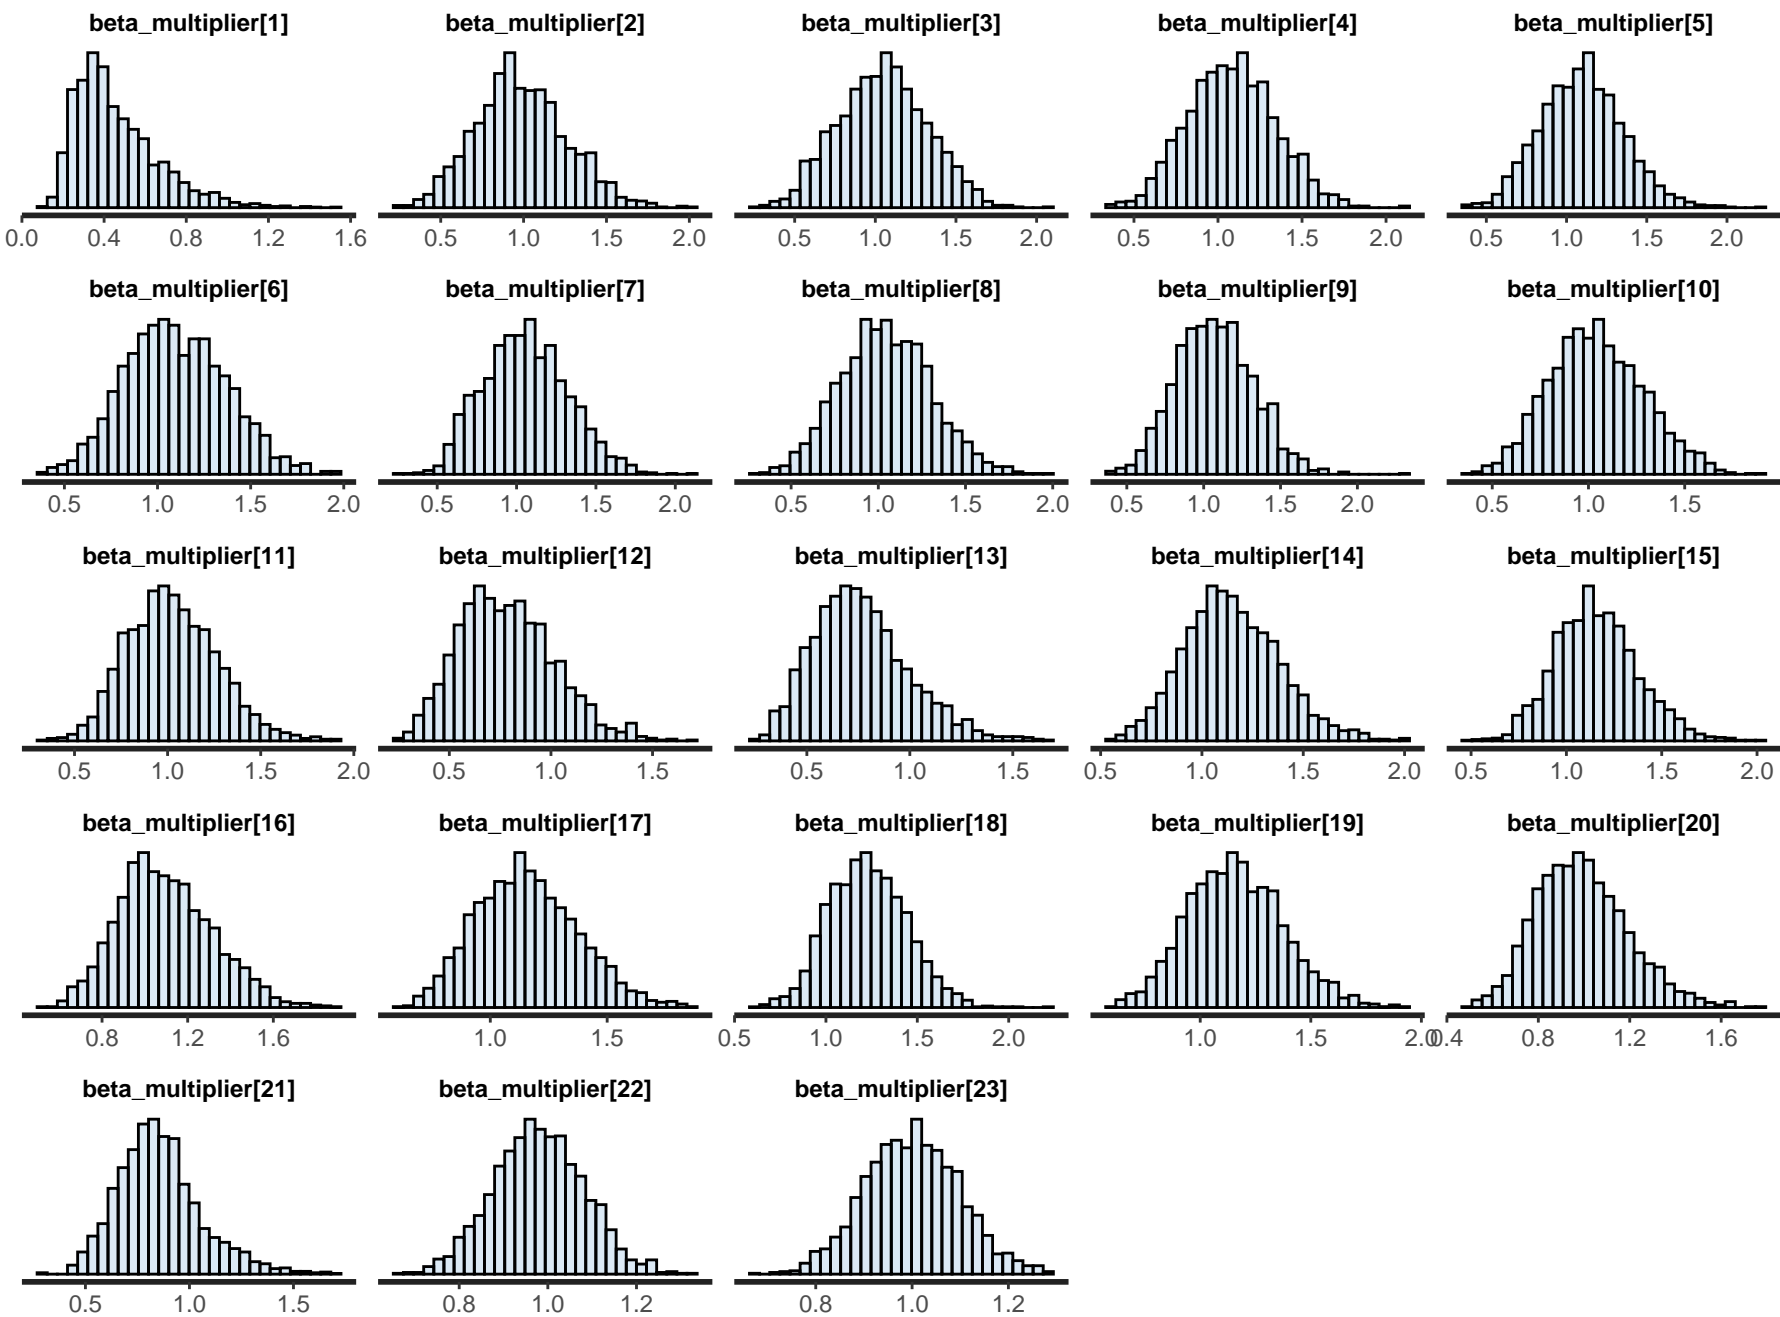 beta_multiplier[1] beta_multiplier[2] beta_multiplier[3] beta_multiplier[4] beta_multiplier[5]
0.0 0.4 0.8 1.2 1.6 0.5 1.0 1.5 2.0 0.5 1.0 1.5 2.0 0.5 1.0 1.5 2.0 0.5 1.0 1.5 2.0
beta_multiplier[6] beta_multiplier[7] beta_multiplier[8] beta_multiplier[9] beta_multiplier[10]
0.5 1.0 1.5 2.0 0.5 1.0 1.5 2.0 0.5 1.0 1.5 2.0 0.5 1.0 1.5 2.0 0.5 1.0 1.5
beta_multiplier[11] beta_multiplier[12] beta_multiplier[13] beta_multiplier[14] beta_multiplier[15]
0.5 1.0 1.5 2.0 0.5 1.0 1.5 0.5 1.0 1.5 0.5 1.0 1.5 2.0 0.5 1.0 1.5 2.0
beta_multiplier[16] beta_multiplier[17] beta_multiplier[18] beta_multiplier[19] beta_multiplier[20]
0.8 1.2 1.6 1.0 1.5 0.5 1.0 1.5 2.0 1.0 1.5 2.0 0.4 0.8 1.2 1.6
beta_multiplier[21] beta_multiplier[22] beta_multiplier[23]
0.5 1.0 1.5 0.8 1.0 1.2 0.8 1.0 1.2